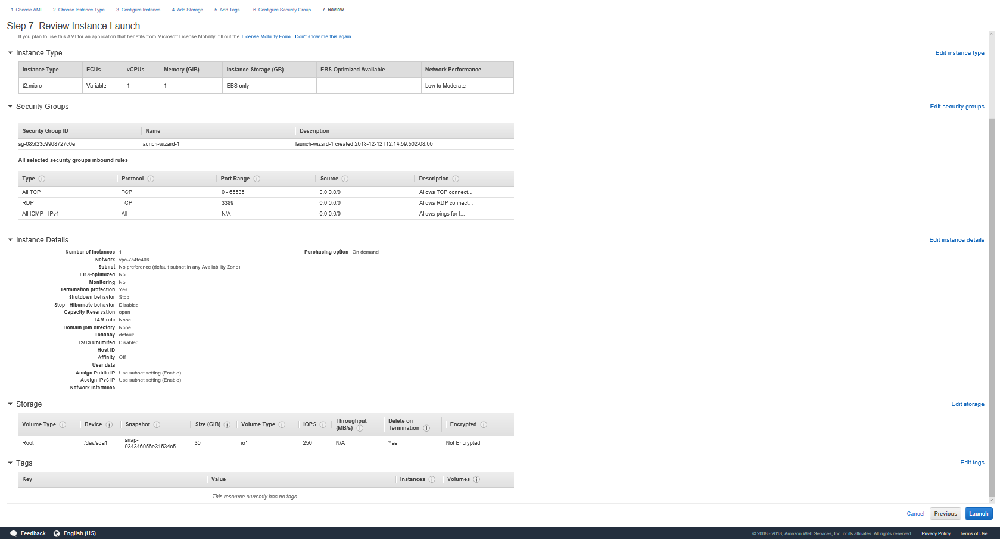 1. Choose AMI 2. Choose Instance Type 3. Configure Instance 4. Add Storage 5. Add Tags 6. Configure Security Group 7. Review
Step 7: Review Instance Launch
If you plan to use this AMI for an application that benefits from Microsoft License Mobility, fill out the License Mobility Form. Don't show me this again
Instance Type Edit instance type
Instance Type ECUs vCPUs Memory (GiB) Instance Storage (GB) EBS-Optimized Available Network Performance
t2.micro Variable 1 1 EBS only - Low to Moderate
Security Groups Edit security groups
Security Group ID Name Description
sg-085f23c9968727c0e launch-wizard-1 launch-wizard-1 created 2018-12-12T12:14:59.502-08:00
All selected security groups inbound rules
Type Protocol Port Range Source Description
All TCP TCP 0 - 65535 0.0.0.0/0 Allows TCP connect...
RDP TCP 3389 0.0.0.0/0 Allows RDP connect...
All ICMP - IPv4 All N/A 0.0.0.0/0 Allows pings for I...
Instance Details Edit instance details
Number of Instances 1 Purchasing option On demand
Network vpc-7c4fe406
Subnet No preference (default subnet in any Availability Zone)
EBS-optimized No
Monitoring No
Termination protection Yes
Shutdown behavior Stop
Stop - Hibernate behavior Disabled
Capacity Reservation open
IAM role None
Domain join directory None
Tenancy default
T2/T3 Unlimited Disabled
Host ID
Affinity Off
User data
Assign Public IP Use subnet setting (Enable)
Assign IPv6 IP Use subnet setting (Enable)
Network interfaces
Storage Edit storage
Volume Type Device Snapshot Size (GiB) Volume Type IOPS Throughput (MB/s) Delete on Termination Encrypted
Root /dev/sda1 snap-034346956e31534c5 30 io1 250 N/A Yes Not Encrypted
Tags Edit tags
Key Value Instances Volumes
This resource currently has no tags
Cancel Previous Launch
Feedback English (US) © 2008 - 2018, Amazon Web Services, Inc. or its affiliates. All rights reserved. Privacy Policy Terms of Use